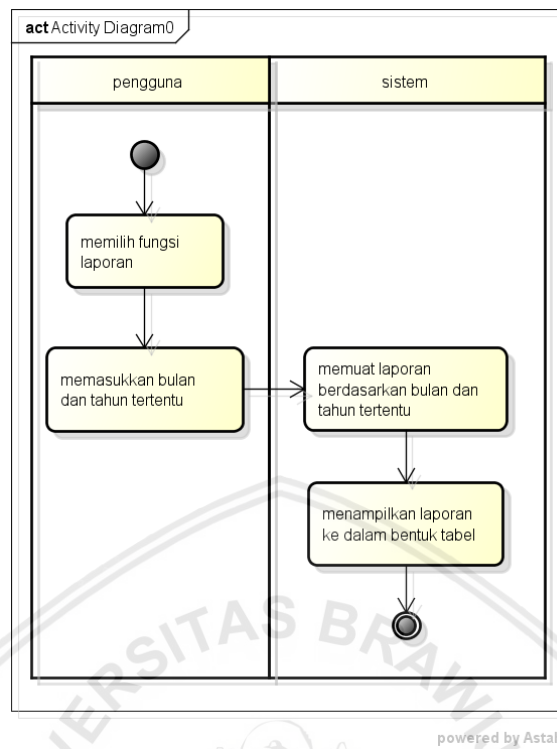 act Activity Diagram0
pengguna
sistem
memilih fungsi
laporan
memasukkan bulan
dan tahun tertentu
memuat laporan
berdasarkan bulan dan
tahun tertentu
menampilkan laporan
ke dalam bentuk tabel
powered by Asta